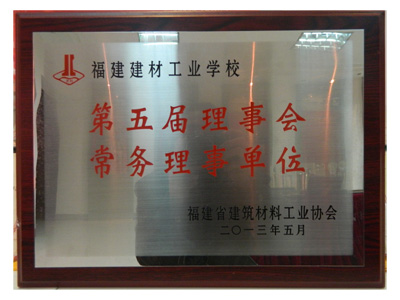 福建建材工业学校
第五届理事会
常务理事单位
福建省建筑材料工业协会
二〇一三年五月